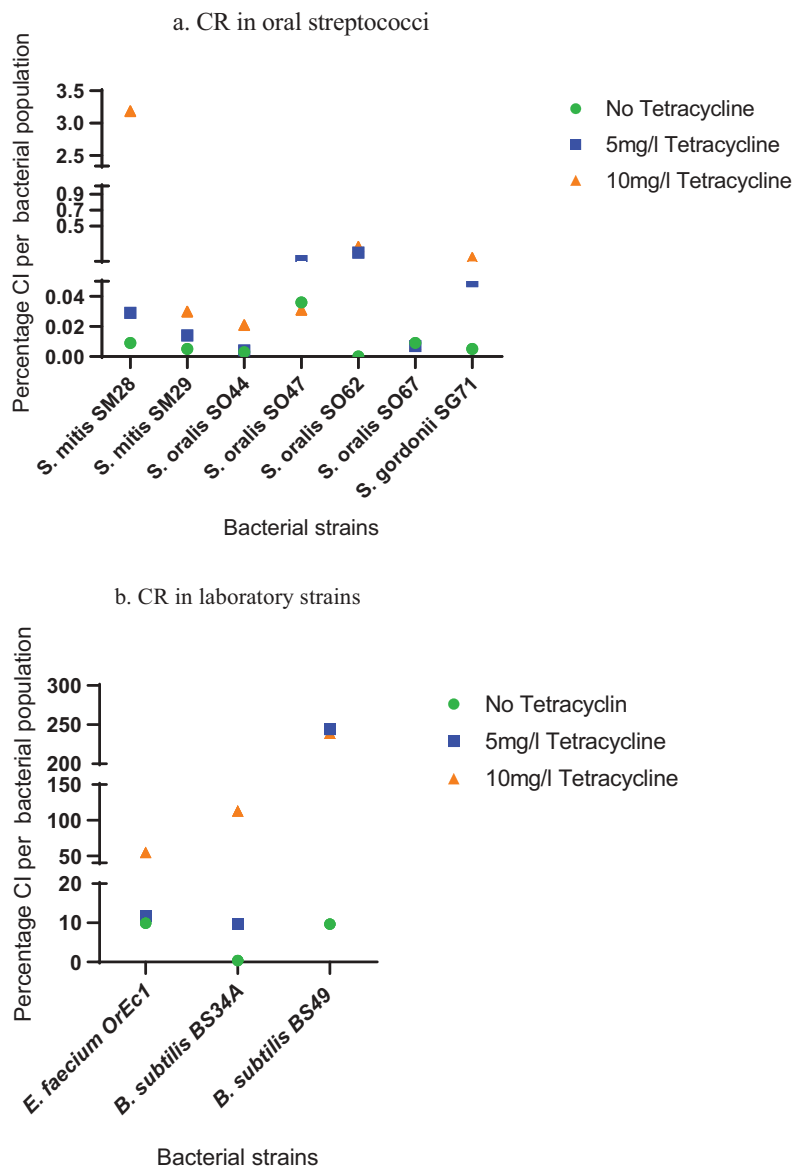 a. CR in oral streptococci
Percentage CI per bacterial population
3.5
3.0
2.5
0.9
0.7
0.5
0.04
0.02
0.00
S. mitis SM28
S. mitis SM29
S. oralis SO44
S. oralis SO47
S. oralis SO62
S. oralis SO67
S. gordonii SG71
Bacterial strains
No Tetracycline
5mg/l Tetracycline
10mg/l Tetracycline
b. CR in laboratory strains
Percentage CI per bacterial population
300
250
200
150
100
50
20
10
0
E. faecium OrEc1
B. subtilis BS34A
B. subtilis BS49
Bacterial strains
No Tetracyclin
5mg/l Tetracycline
10mg/l Tetracycline